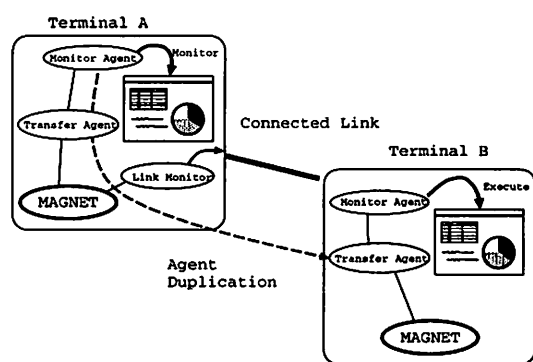 Terminal A
Monitor Agent
Monitor
Transfer Agent
Link Monitor
MAGNET
Connected Link
Terminal B
Monitor Agent
Execute
Transfer Agent
MAGNET
Agent
Duplication